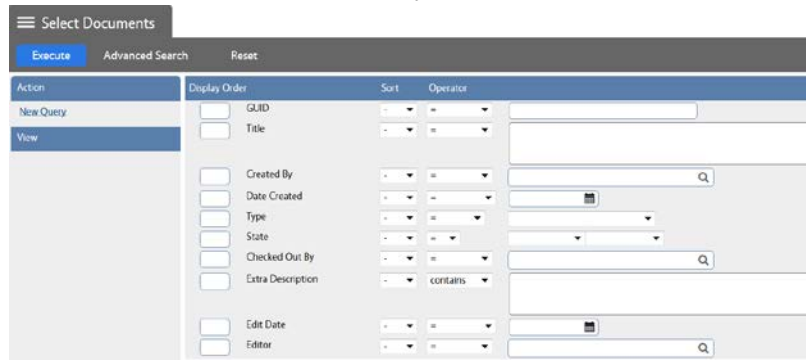 Select Documents
Execute Advanced Search Reset
Action Display Order Sort Operator
New Query
View
GUID - =
Title - =
Created By - =
Date Created - =
Type - =
State - =
Checked Out By - =
Extra Description - contains
Edit Date - =
Editor - =